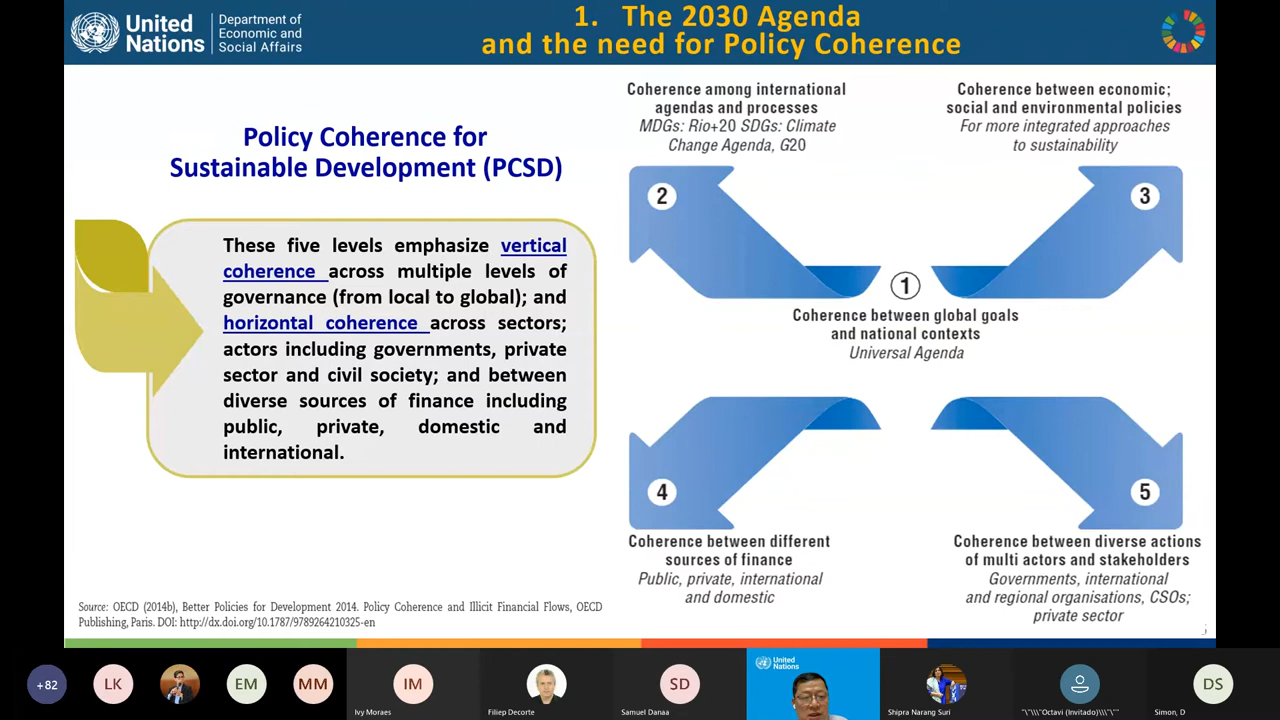 United
Nations
Department of
Economic and
Social Affairs
1. The 2030 Agenda
and the need for Policy Coherence
Policy Coherence for
Sustainable Development (PCSD)
These five levels emphasize vertical
coherence across multiple levels of
governance (from local to global); and
horizontal coherence across sectors;
actors including governments, private
sector and civil society; and between
diverse sources of finance including
public, private, domestic and
international.
Coherence among international
agendas and processes
MDGs: Rio+20 SDGs: Climate
Change Agenda, G20
Coherence between economic;
social and environmental policies
For more integrated approaches
to sustainability
2
3
1
Coherence between global goals
and national contexts
Universal Agenda
4
5
Coherence between different
sources of finance
Public, private, international
and domestic
Coherence between diverse actions
of multi actors and stakeholders
Governments, international
and regional organisations, CSOs;
private sector
Source: OECD (2014b), Better Policies for Development 2014. Policy Coherence and Illicit Financial Flows, OECD
Publishing, Paris. DOI: http://dx.doi.org/10.1787/9789264210325-en
+82
LK
EM
MM
IM
Ivy Moraes
Filiep Decorte
SD
Samuel Danaa
United
Nations
Shipra Narang Suri
"\"\\\"Octavi (Invitado)\\\"\""
DS
Simon, D